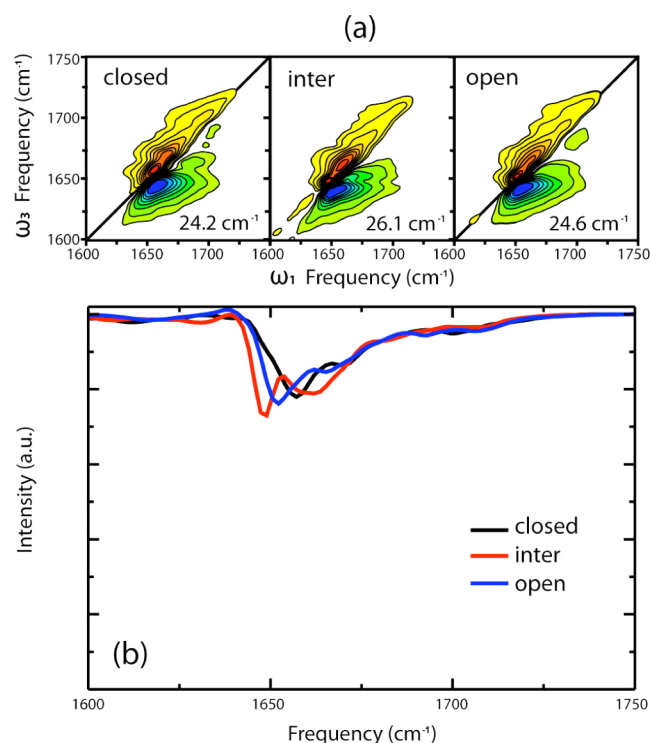 (a)
1750
1700
1650
1600
ω₃ Frequency (cm⁻¹)
closed
inter
open
24.2 cm⁻¹
26.1 cm⁻¹
24.6 cm⁻¹
1600 1650 1700 1600 1650 1700 1600 1650 1700 1750
ω₁ Frequency (cm⁻¹)
Intensity (a.u.)
closed
inter
open
(b)
1600 1650 1700 1750
Frequency (cm⁻¹)